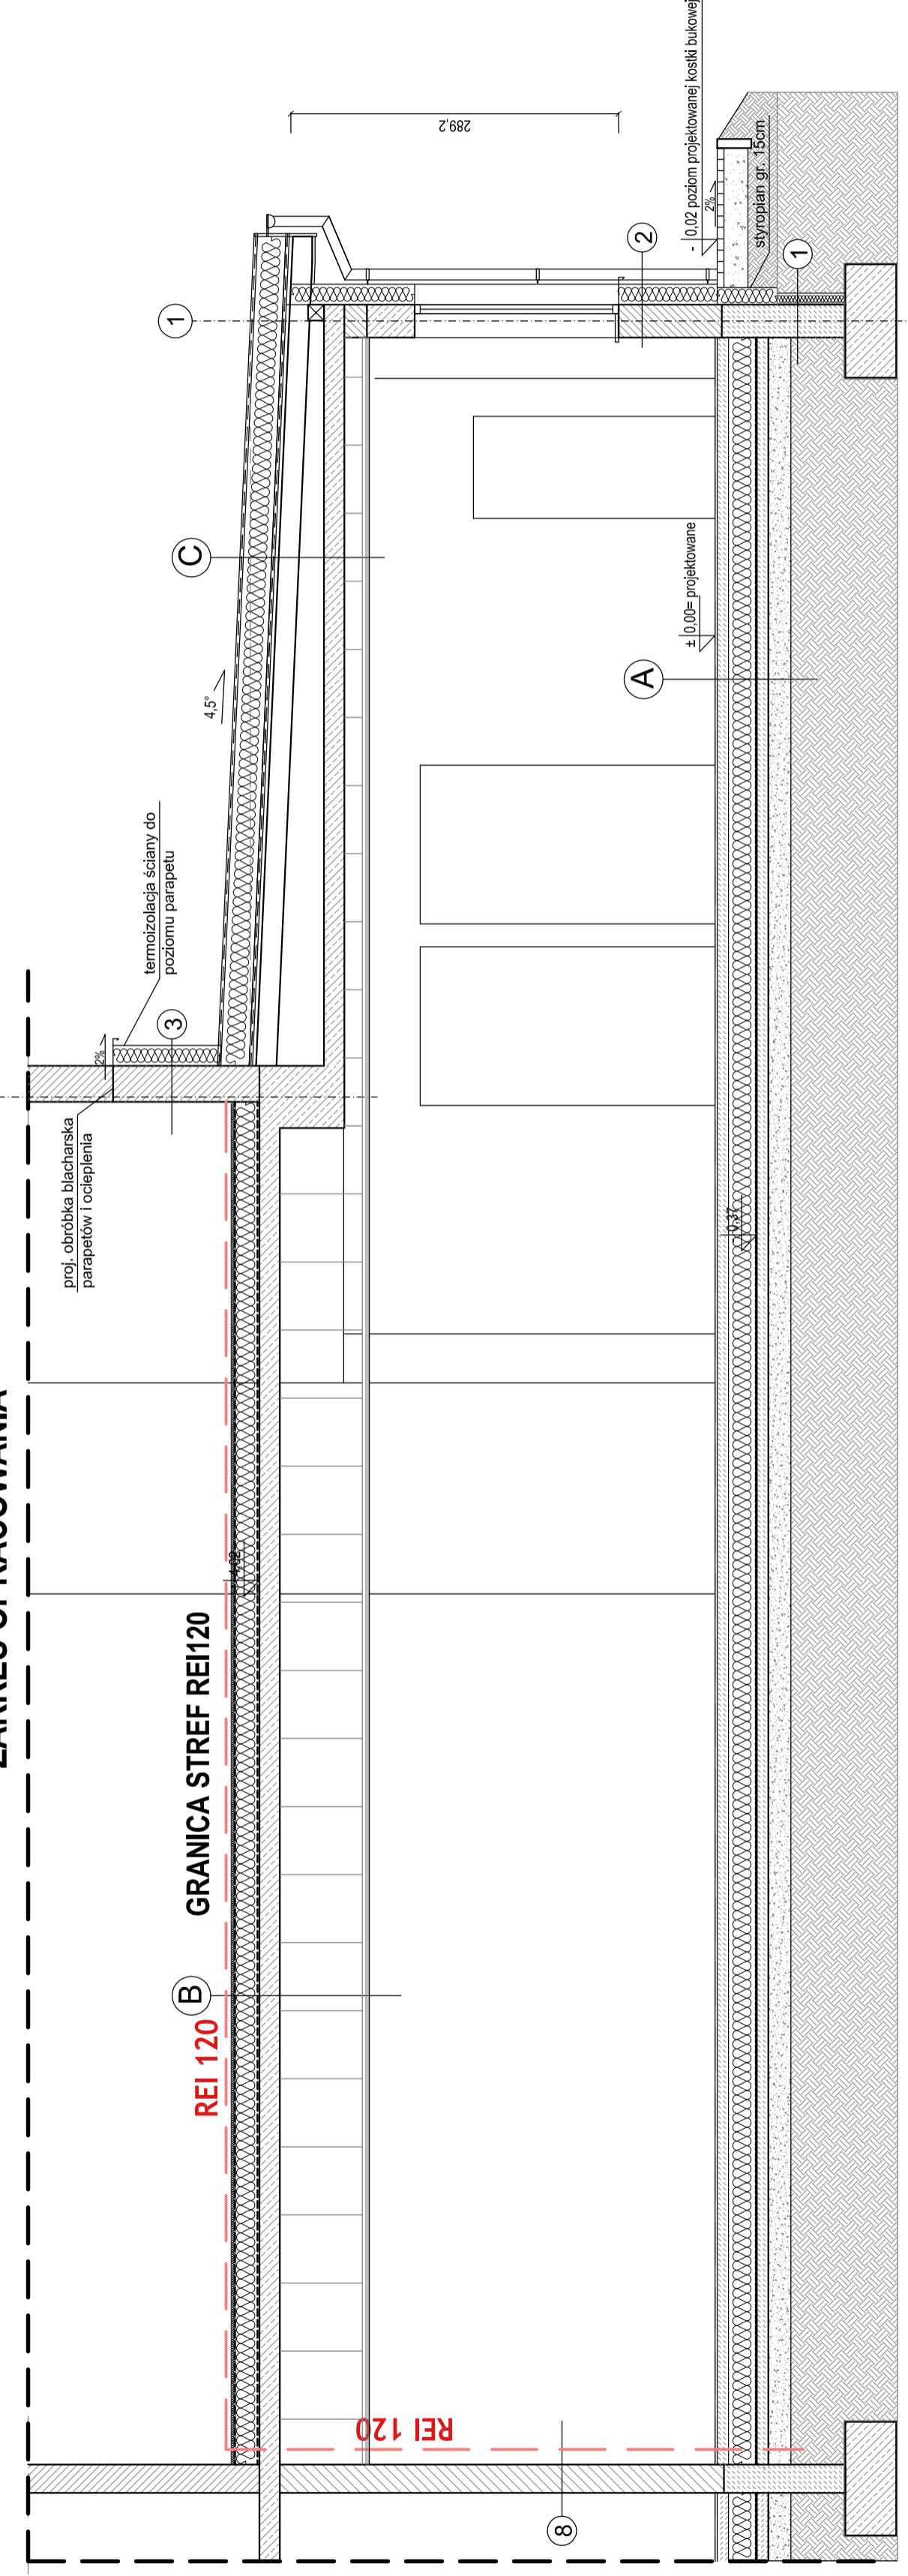 GRANICA STREF REI120
REI 120
REI 120
B
8
proj. obróbka blacharska
parapetów i ocieplenia
2%
3
termoizolacja ściany do
poziomu parapetu
4,5°
C
1
289,2
2
- 0,02 poziom projektowanej kostki bukowej
2%
styropian gr. 15cm
1
± 0,00= projektowane
A
- 0,37
4,02